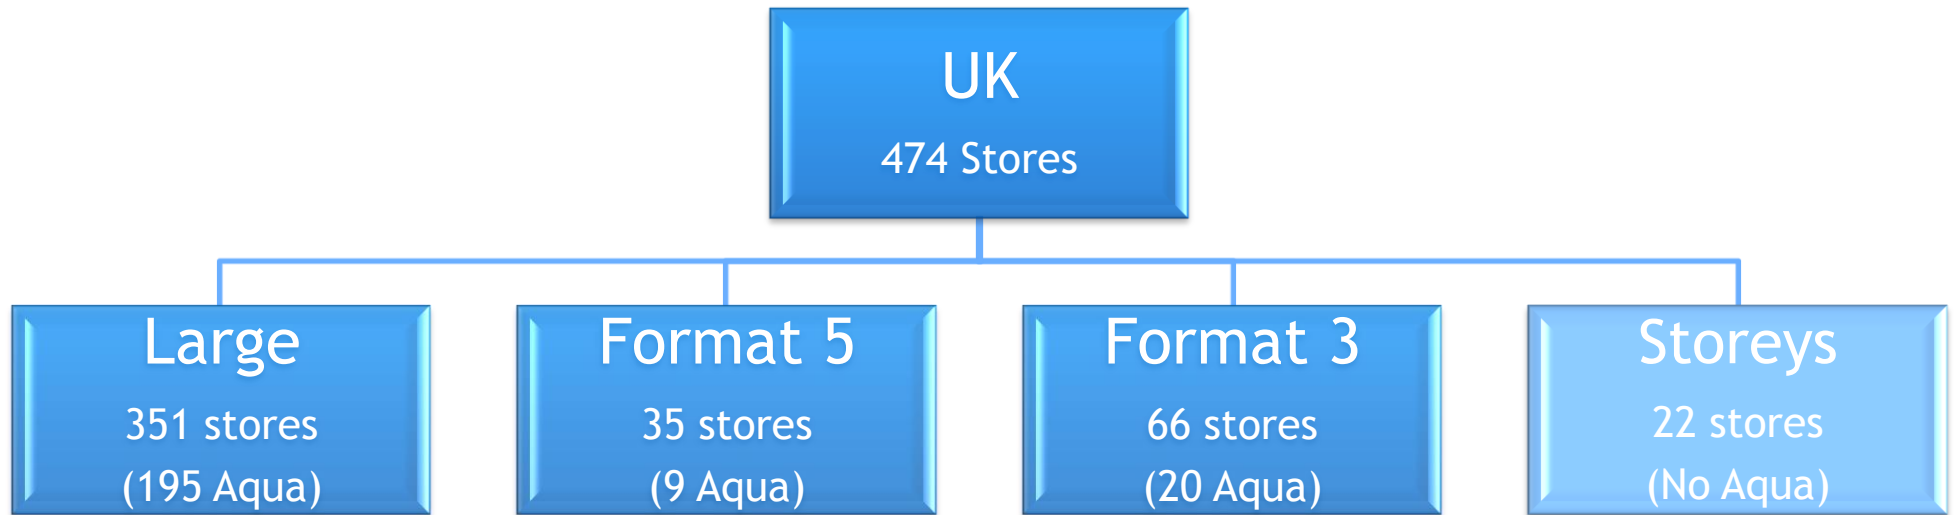 UK
474 Stores
Large
351 stores
(195 Aqua)
Format 5
35 stores
(9 Aqua)
Format 3
66 stores
(20 Aqua)
Storeys
22 stores
(No Aqua)